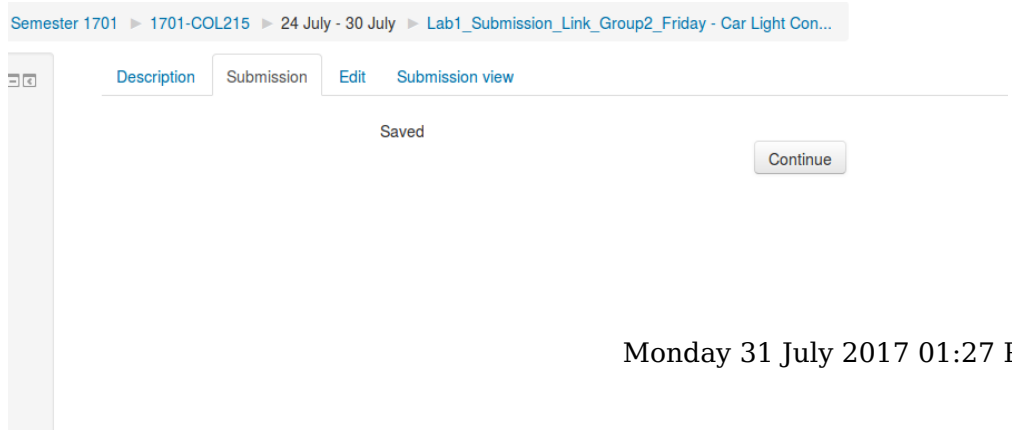 Semester 1701 ► 1701-COL215 ► 24 July - 30 July ► Lab1_Submission_Link_Group2_Friday - Car Light Con...
Description Submission Edit Submission view
Saved
Continue
Monday 31 July 2017 01:27